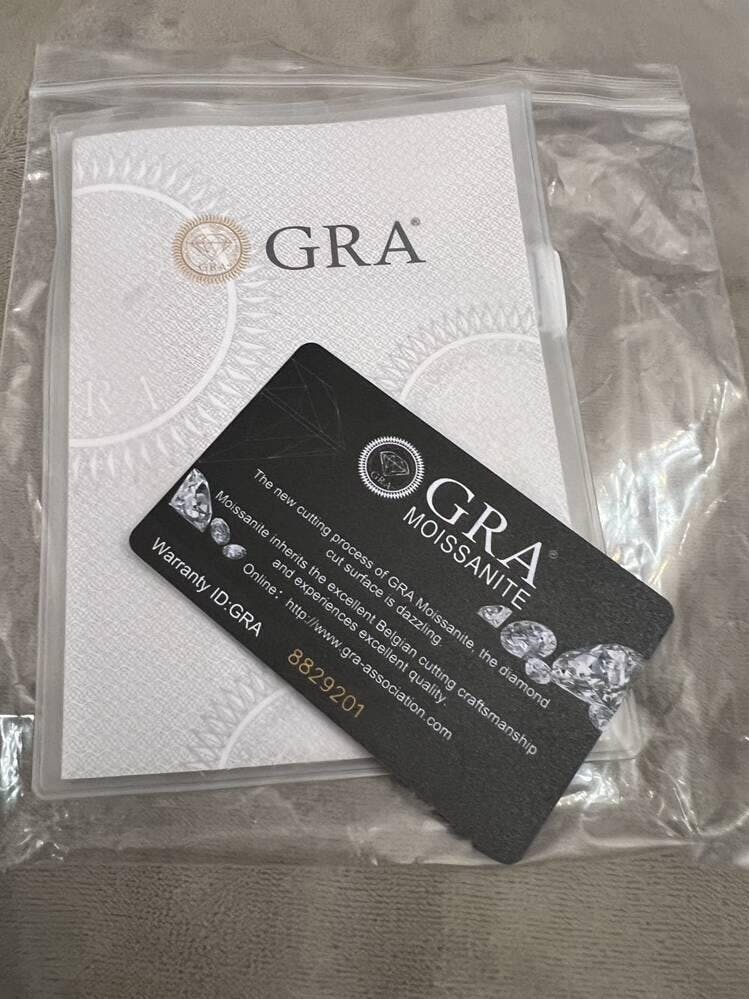 GRA®
GRA
R A
GRA
GRA®
MOISSANITE
The new cutting process of GRA Moissanite, the diamond
cut surface is dazzling.
Moissanite inherits the excellent Belgian cutting craftsmanship
and experiences excellent quality.
Online: http://www.gra-association.com
Warranty ID:GRA
8829201